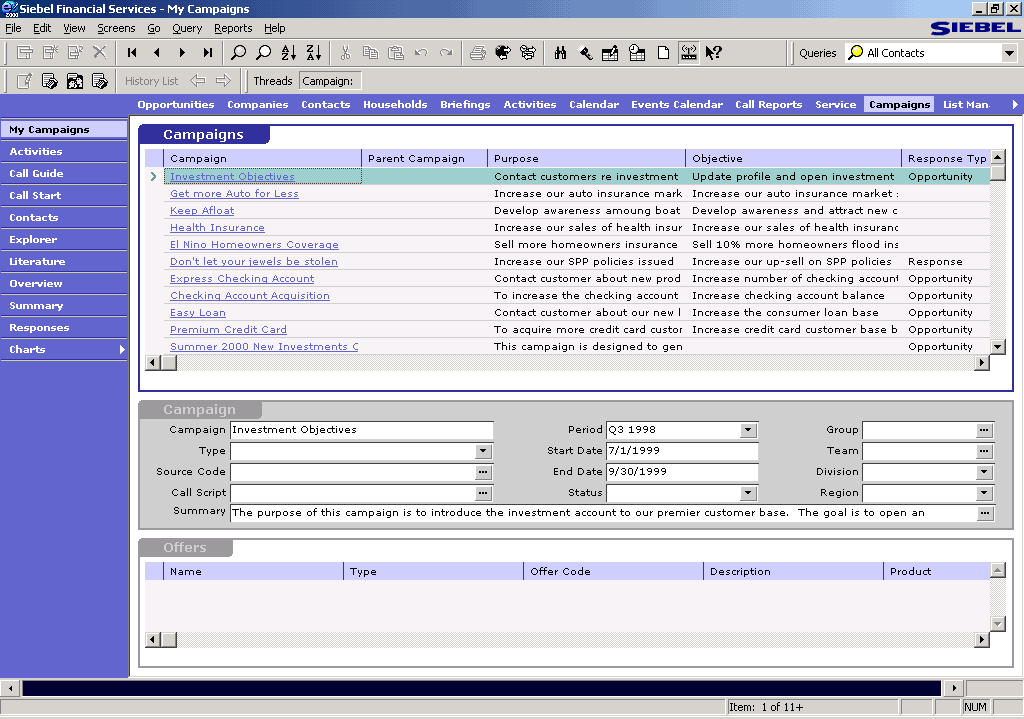 Siebel Financial Services - My Campaigns
File Edit View Screens Go Query Reports Help
SIEBEL
Queries All Contacts
History List Threads Campaign:
Opportunities Companies Contacts Households Briefings Activities Calendar Events Calendar Call Reports Service Campaigns List Man
My Campaigns
Activities
Call Guide
Call Start
Contacts
Explorer
Literature
Overview
Summary
Responses
Charts
Campaigns
Campaign Parent Campaign Purpose Objective Response Typ
Investment Objectives Contact customers re investment Update profile and open investment Opportunity
Get more Auto for Less Increase our auto insurance mark Increase our auto insurance market
Keep Afloat Develop awareness amoung boat Develop awareness and attract new c
Health Insurance Increase our sales of health insur Increase our sales of health insuranc
El Nino Homeowners Coverage Sell more homeowners insurance Sell 10% more homeowners flood ins
Don't let your jewels be stolen Increase our SPP policies issued Increase our up-sell on SPP policies Response
Express Checking Account Contact customer about new prod Increase number of checking account Opportunity
Checking Account Acquisition To increase the checking account Increase checking account balance Opportunity
Easy Loan Contact customer about our new l Increase the consumer loan base Opportunity
Premium Credit Card To acquire more credit card custor Increase credit card customer base b Opportunity
Summer 2000 New Investments C This campaign is designed to gen Opportunity
Campaign
Campaign Investment Objectives Period Q3 1998 Group
Type Start Date 7/1/1999 Team
Source Code End Date 9/30/1999 Division
Call Script Status Region
Summary The purpose of this campaign is to introduce the investment account to our premier customer base. The goal is to open an
Offers
Name Type Offer Code Description Product
Item: 1 of 11+ NUM